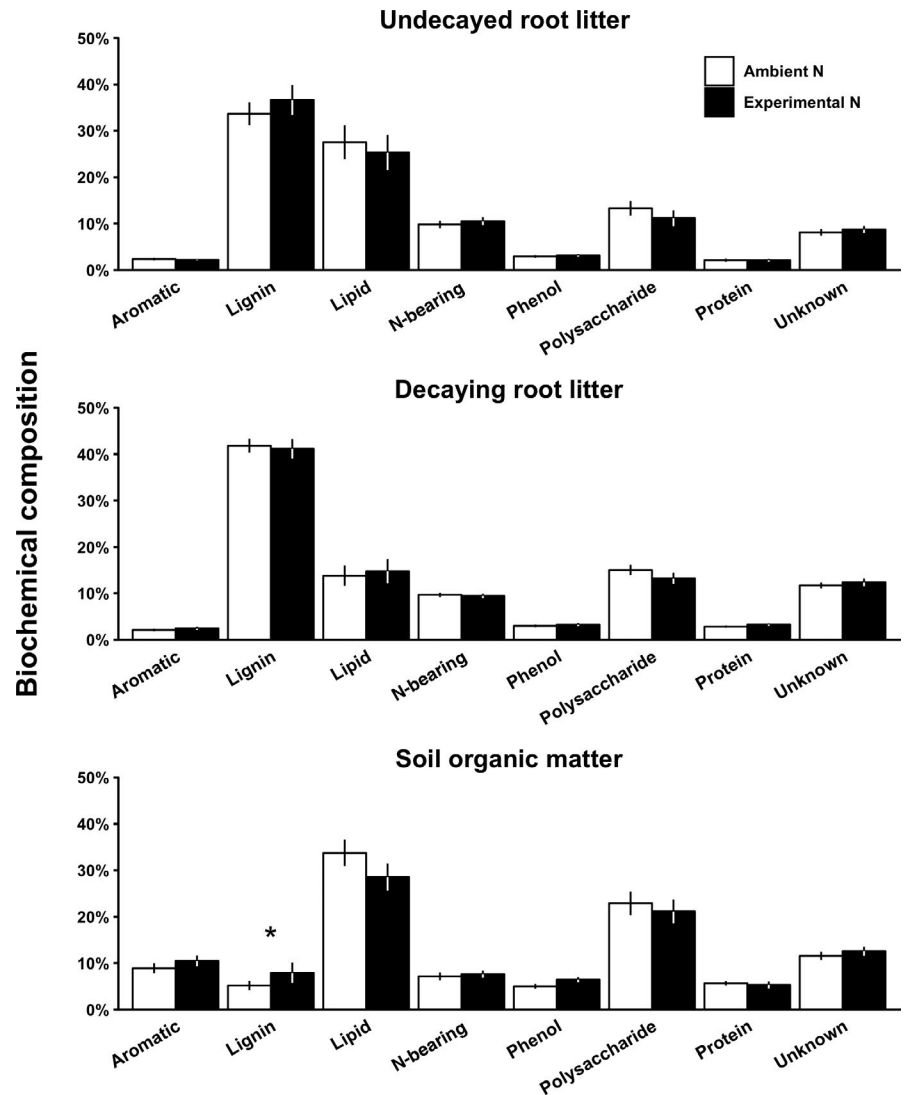 Undecayed root litter
50%
40%
30%
20%
10%
0%
Ambient N
Experimental N
Aromatic
Lignin
Lipid
N-bearing
Phenol
Polysaccharide
Protein
Unknown
Biochemical composition
Decaying root litter
50%
40%
30%
20%
10%
0%
Aromatic
Lignin
Lipid
N-bearing
Phenol
Polysaccharide
Protein
Unknown
Soil organic matter
50%
40%
30%
20%
10%
0%
*
Aromatic
Lignin
Lipid
N-bearing
Phenol
Polysaccharide
Protein
Unknown